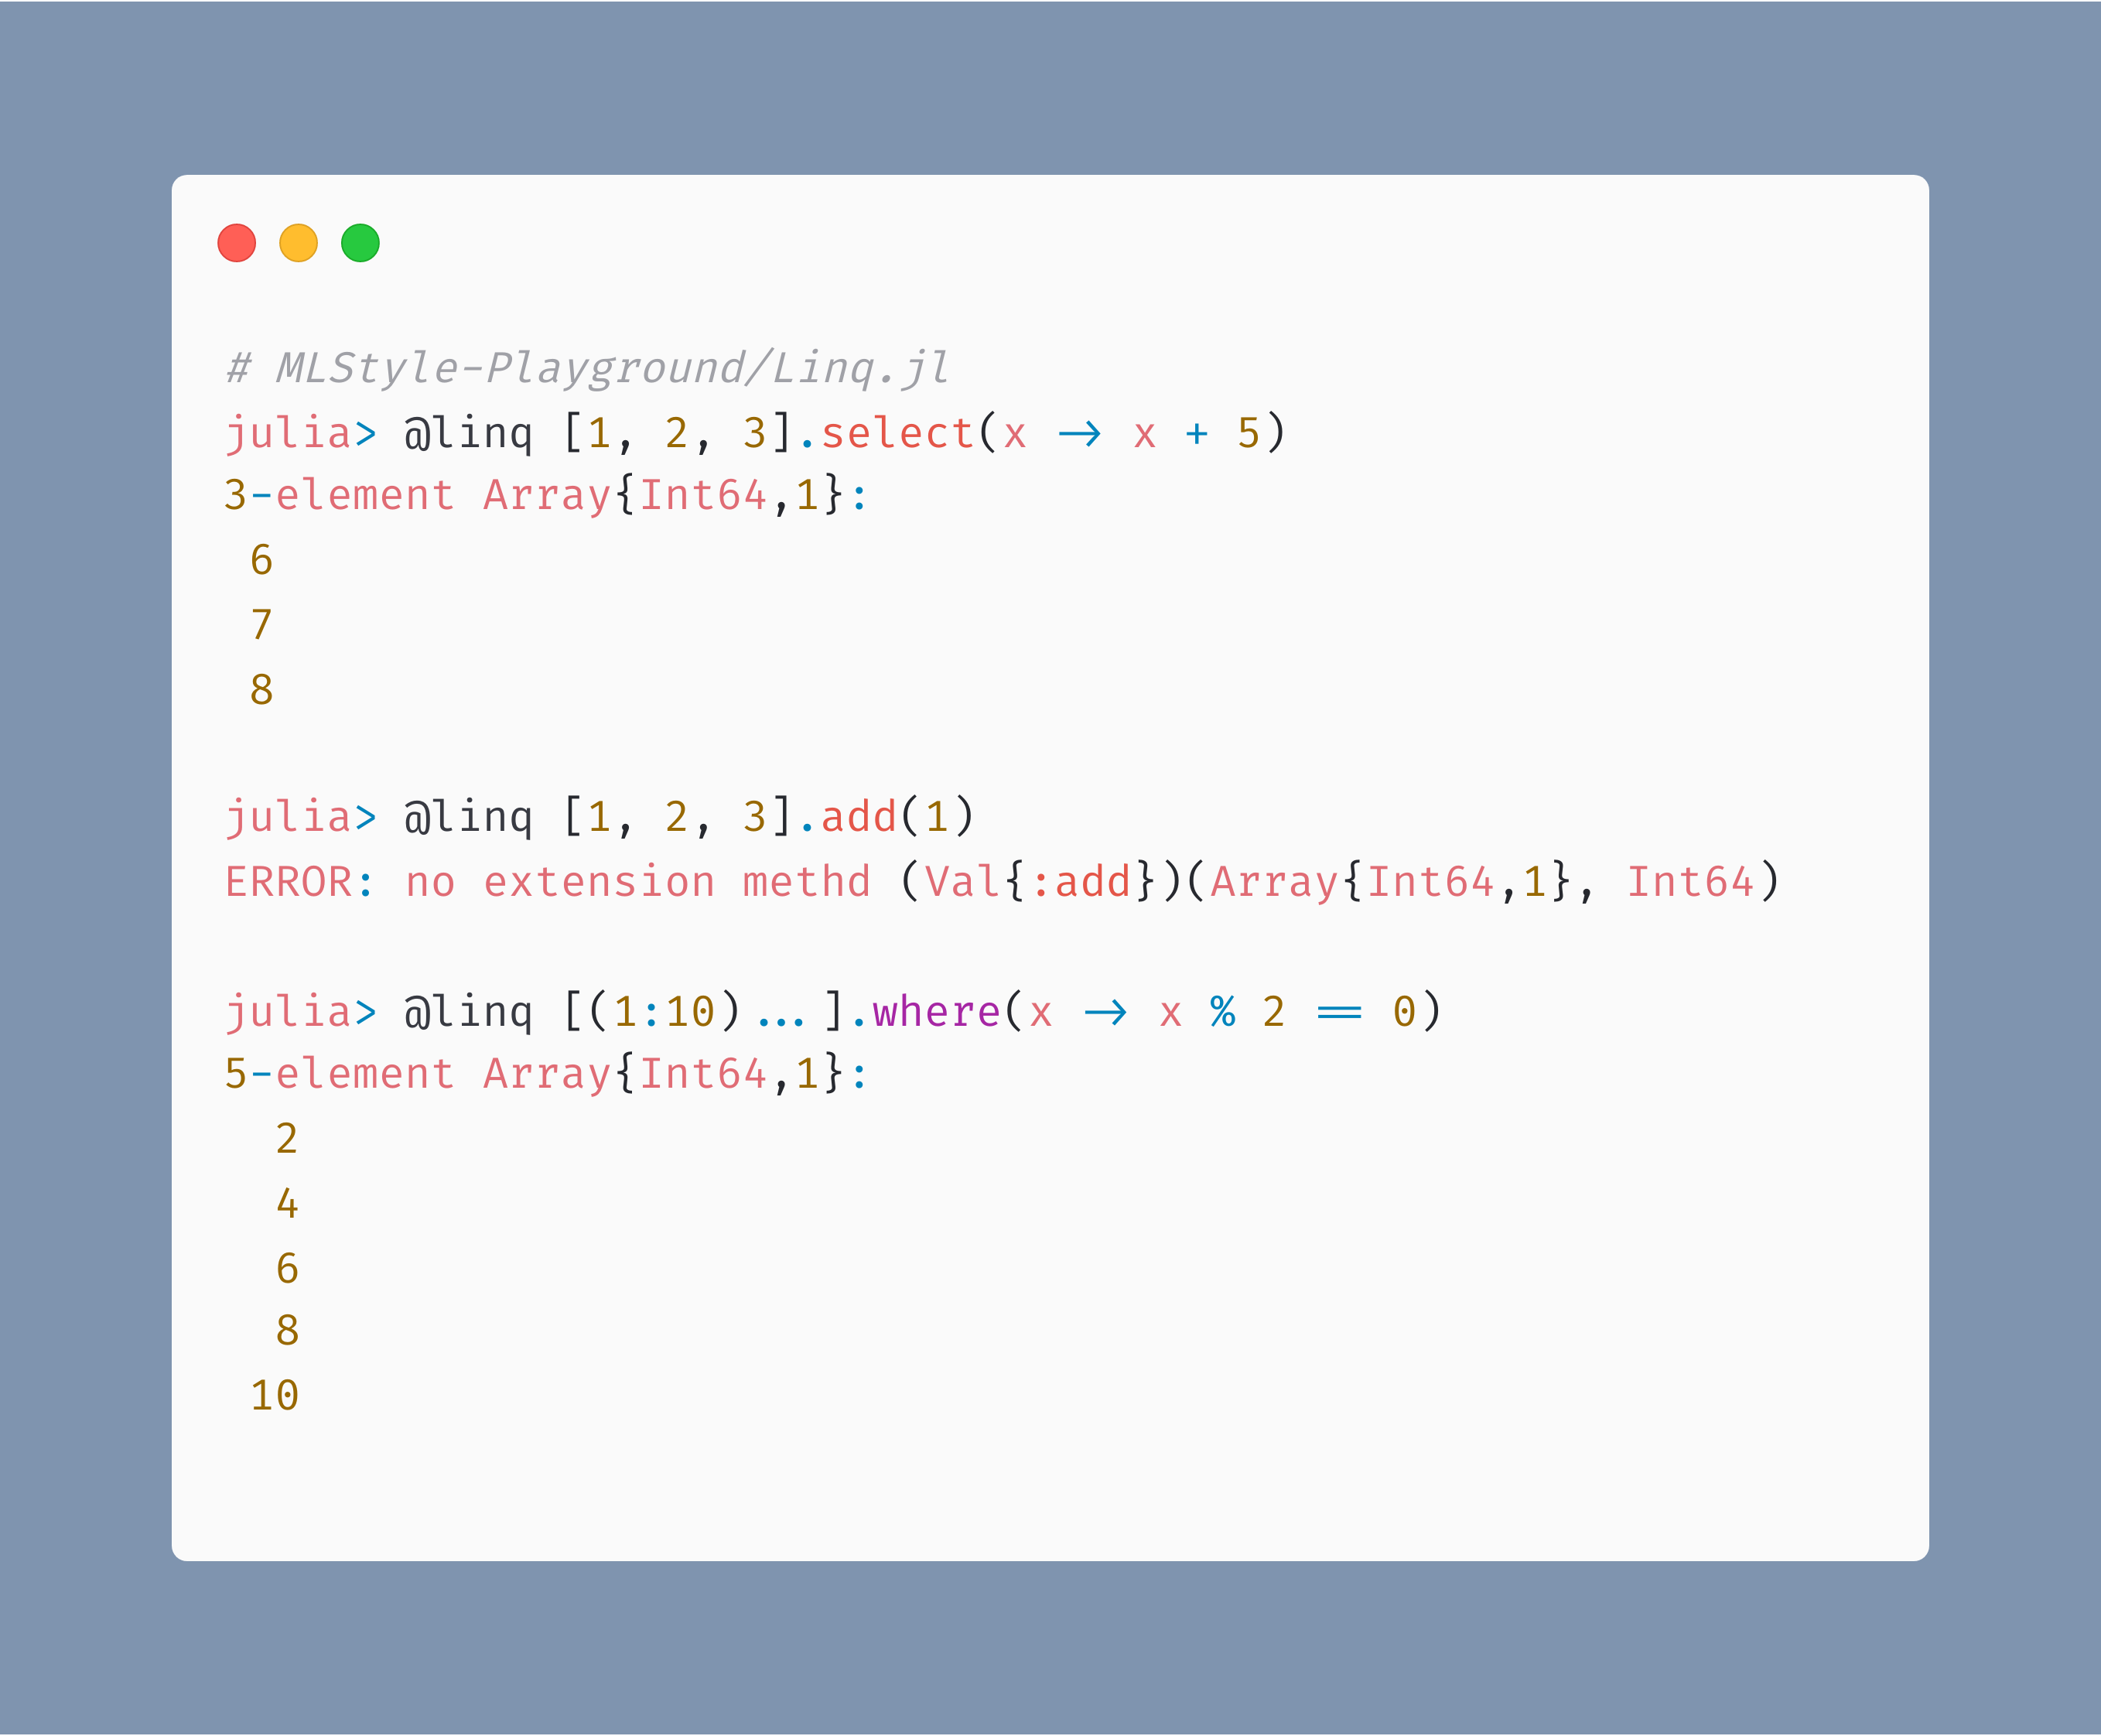 # MLStyle-Playground/Linq.jl
julia> @linq [1, 2, 3].select(x -> x + 5)
3-element Array{Int64,1}:
6
7
8
julia> @linq [1, 2, 3].add(1)
ERROR: no extension methd (Val{:add})(Array{Int64,1}, Int64)
julia> @linq [(1:10)...].where(x -> x % 2 == 0)
5-element Array{Int64,1}:
2
4
6
8
10